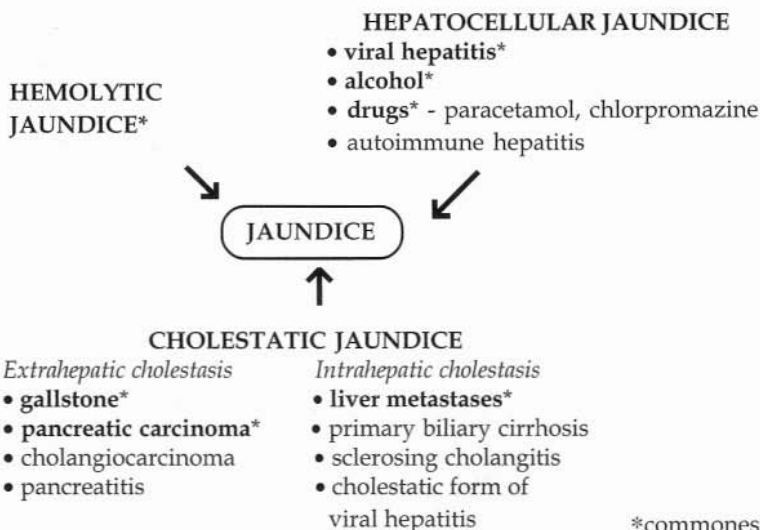 HEPATOCELLULAR JAUNDICE
• viral hepatitis*
• alcohol*
• drugs* - paracetamol, chlorpromazine
• autoimmune hepatitis
HEMOLYTIC
JAUNDICE*
JAUNDICE
CHOLESTATIC JAUNDICE
Extrahepatic cholestasis
• gallstone*
• pancreatic carcinoma*
• cholangiocarcinoma
• pancreatitis
Intrahepatic cholestasis
• liver metastases*
• primary biliary cirrhosis
• sclerosing cholangitis
• cholestatic form of
viral hepatitis
*commones